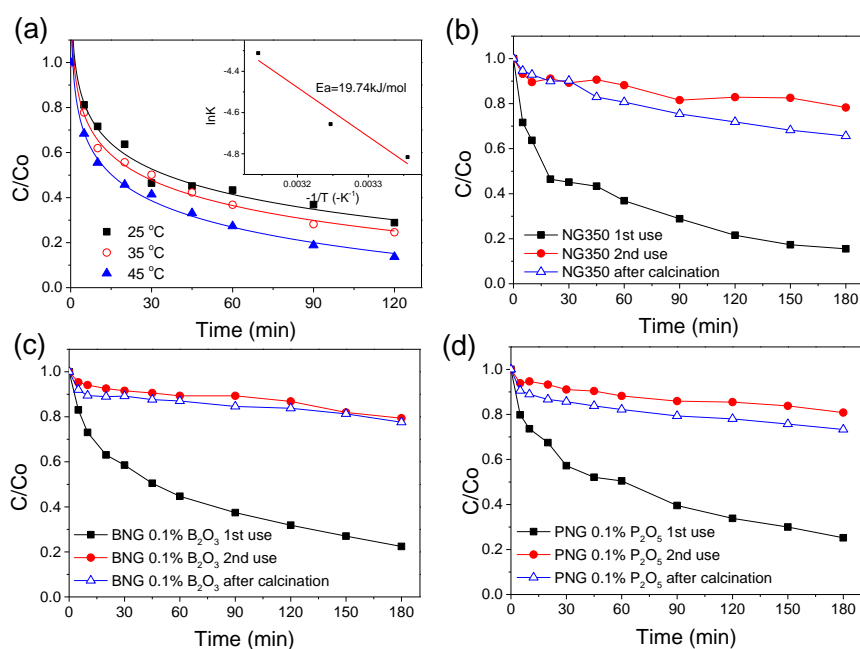 (a)
C/Co
1.0
0.8
0.6
0.4
0.2
0.0
0 30 60 90 120
Time (min)
25 °C
35 °C
45 °C
lnK
-4.4
-4.8
Ea=19.74kJ/mol
0.0032 0.0033
-1/T (-K⁻¹)
(b)
C/Co
1.0
0.8
0.6
0.4
0.2
0.0
0 30 60 90 120 150 180
Time (min)
NG350 1st use
NG350 2nd use
NG350 after calcination
(c)
C/Co
1.0
0.8
0.6
0.4
0.2
0.0
0 30 60 90 120 150 180
Time (min)
BNG 0.1% B₂O₃ 1st use
BNG 0.1% B₂O₃ 2nd use
BNG 0.1% B₂O₃ after calcination
(d)
C/Co
1.0
0.8
0.6
0.4
0.2
0.0
0 30 60 90 120 150 180
Time (min)
PNG 0.1% P₂O₅ 1st use
PNG 0.1% P₂O₅ 2nd use
PNG 0.1% P₂O₅ after calcination